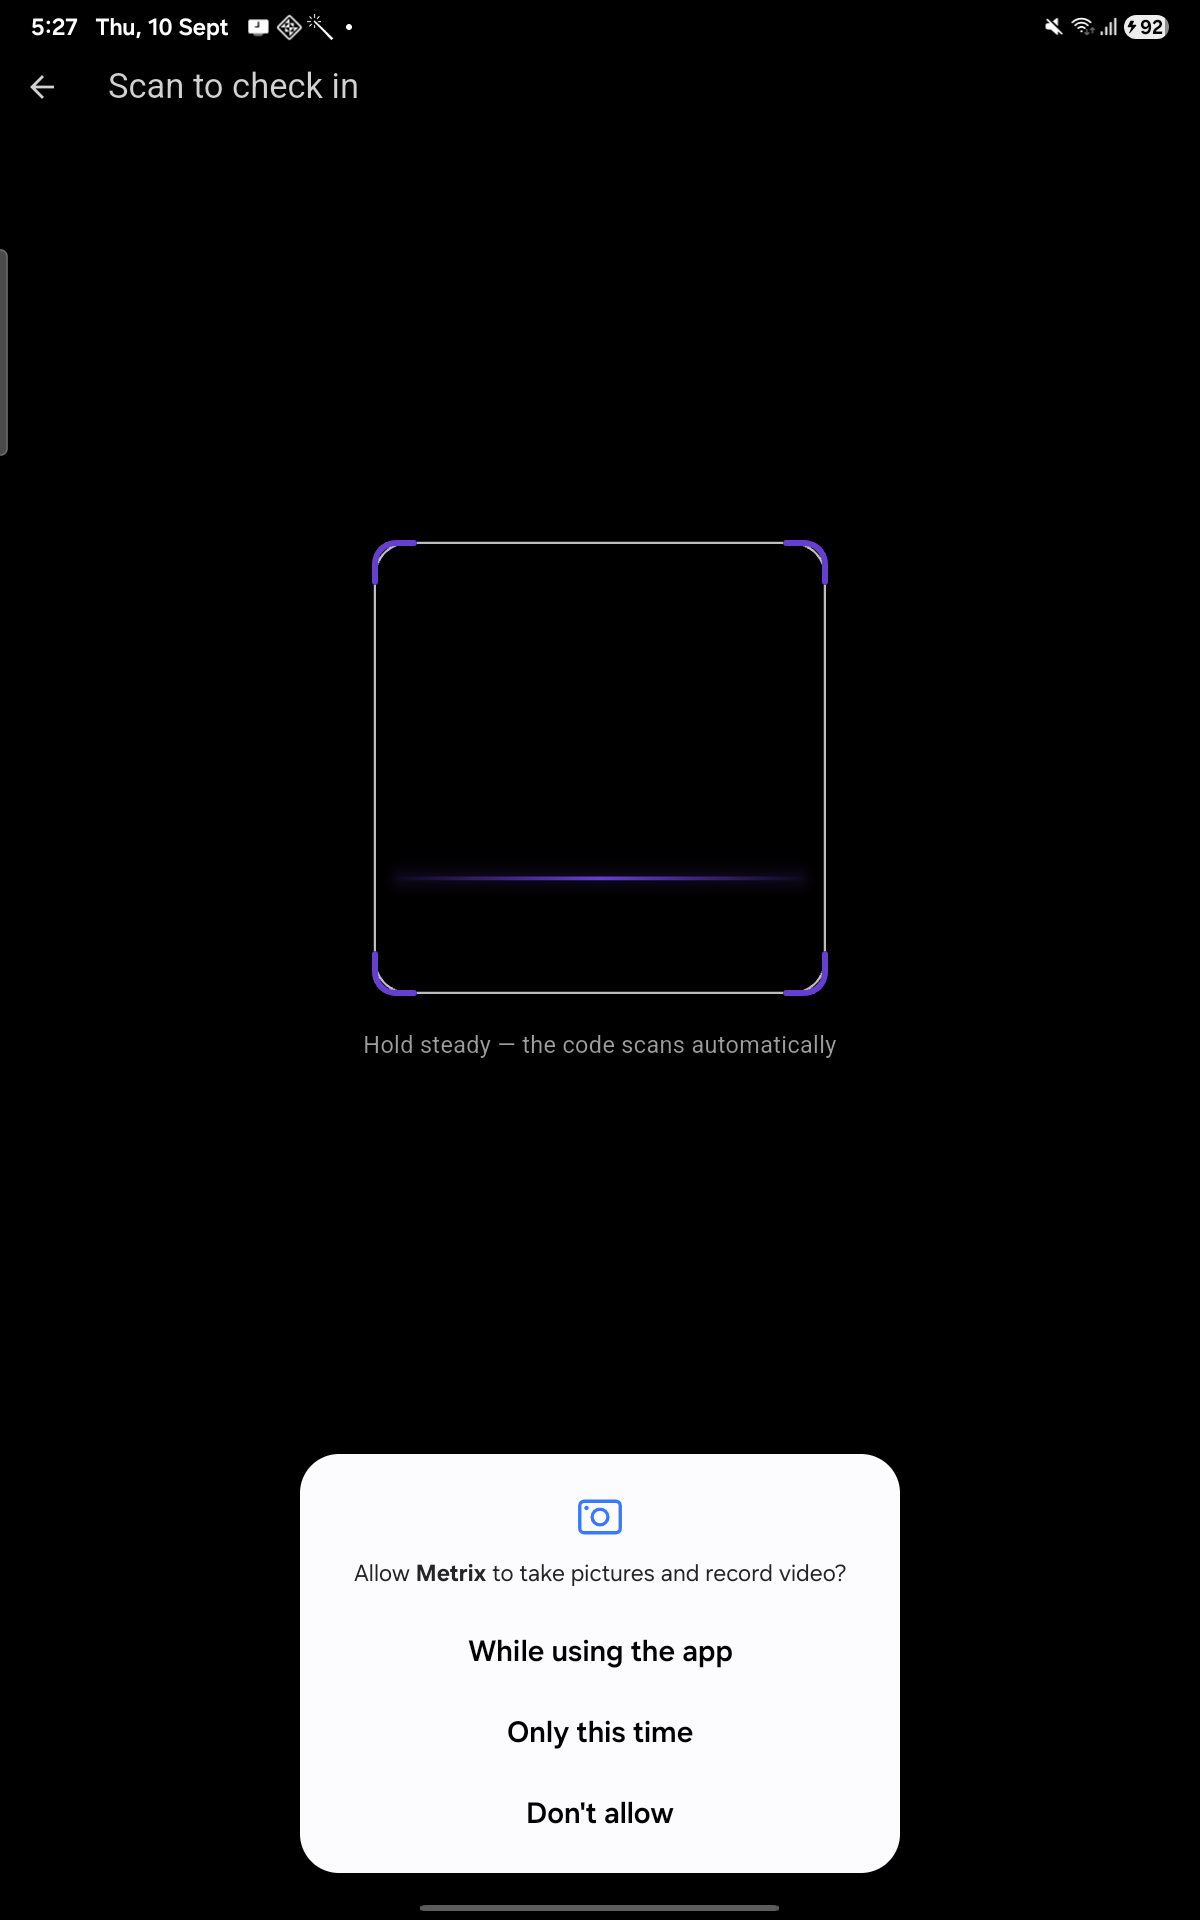 5:27 Thu, 10 Sept
92
Scan to check in
Hold steady — the code scans automatically
Allow Metrix to take pictures and record video?
While using the app
Only this time
Don't allow